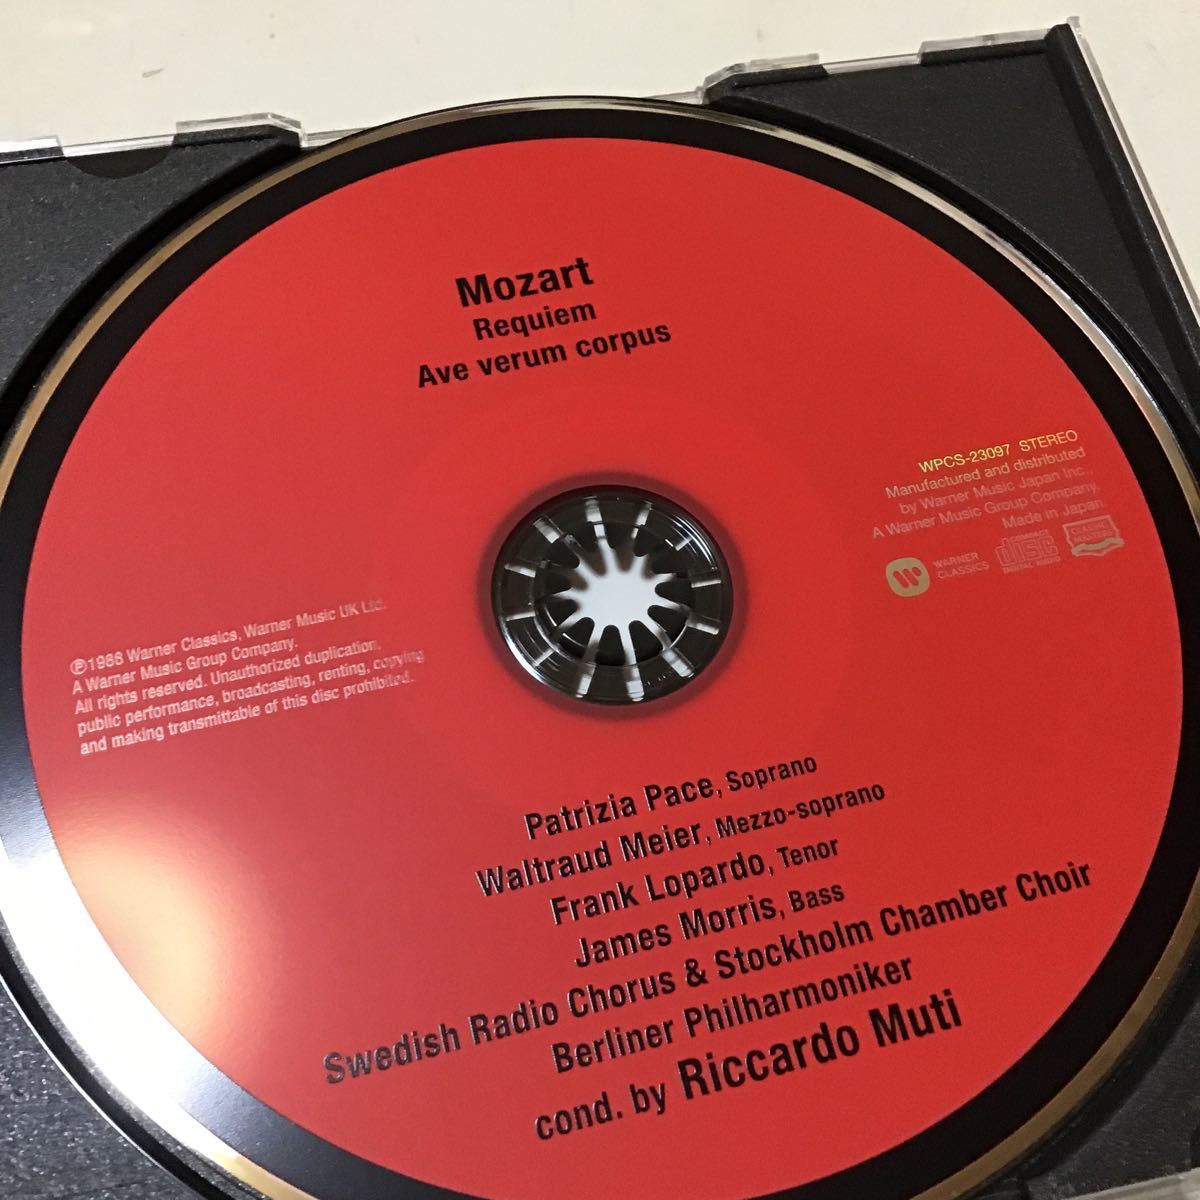 Mozart
Requiem
Ave verum corpus
WPCS-23097 STEREO
Manufactured and distributed
by Warner Music Japan Inc.,
A Warner Music Group Company.
Made in Japan.
WARNER
CLASSICS
COMPACT
disc
DIGITAL AUDIO
CLASSIC
MASTERS
℗1988 Warner Classics, Warner Music UK Ltd.
A Warner Music Group Company.
All rights reserved. Unauthorized duplication,
public performance, broadcasting, renting, copying
and making transmittable of this disc prohibited.
Patrizia Pace, Soprano
Waltraud Meier, Mezzo-soprano
Frank Lopardo, Tenor
James Morris, Bass
Swedish Radio Chorus & Stockholm Chamber Choir
Berliner Philharmoniker
cond. by Riccardo Muti